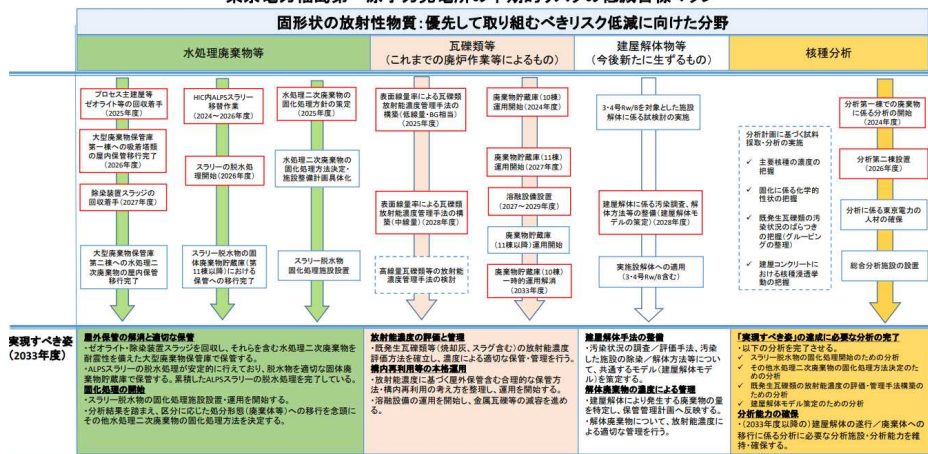 固形状の放射性物質：優先して取り組むべきリスク低減に向けた分野
水処理廃棄物等
プロセス主建屋等
ゼオライト等の回収着手
（2025年度）
大型廃棄物保管庫
第一棟への吸着塔類
の屋内保管移行完了
（2026年度）
除染装置スラッジの
回収着手（2027年度）
大型廃棄物保管庫
第二棟への水処理二
次廃棄物の屋内保管
移行完了
HIC内ALPSスラリー
移替作業
（2024～2026年度）
スラリーの脱水処
理開始（2026年度）
スラリー脱水物の固
体廃棄物貯蔵庫（第
11棟以降）における
保管への移行完了
水処理二次廃棄物の
固化処理方針の策定
（2025年度）
水処理二次廃棄物の
固化処理方法決定・
施設整備計画具体化
スラリー脱水物
固化処理施設設置
瓦礫類等
（これまでの廃炉作業等によるもの）
表面線量率による瓦礫類
放射能濃度管理手法の
構築（低線量・BG相当）
（2025年度）
表面線量率による瓦礫類
放射能濃度管理手法の構
築（中線量）（2028年度）
高線量瓦礫類等の放射能
濃度管理手法の検討
廃棄物貯蔵庫（10棟）
運用開始（2024年度）
廃棄物貯蔵庫（11棟）
運用開始（2027年度）
溶融設備設置
（2027～2029年度）
廃棄物貯蔵庫
（11棟以降）運用開始
廃棄物貯蔵庫（10棟）
一時的運用解消
（2033年度）
建屋解体物等
（今後新たに生ずるもの）
3・4号Rw/Bを対象とした施設
解体に係る試検討の実施
建屋解体に係る汚染調査、解
体方法等の整備（建屋解体モ
デルの策定）（2028年度）
実施設解体への適用
（3・4号Rw/B含む）
核種分析
分析計画に基づく試料
採取・分析の実施
✓ 主要核種の濃度の
把握
✓ 固化に係る化学的
性状の把握
✓ 既発生瓦礫類の汚
染状況のばらつき
の把握（グルーピン
グの整理）
✓ 建屋コンクリートに
おける核種浸透挙
動の把握
分析第一棟での廃棄物
に係る分析の開始
（2024年度）
分析第二棟設置
（2026年度）
分析に係る東京電力の
人材の確保
総合分析施設の設置
実現すべき姿
（2033年度）
屋外保管の解消と適切な保管
・ゼオライト・除染装置スラッジを回収し、それらを含む水処理二次廃棄物を
耐震性を備えた大型廃棄物保管庫で保管する。
・ALPSスラリーの脱水処理が安定的に行えており、脱水物を適切な固体廃
棄物貯蔵庫で保管する。累積したALPSスラリーの脱水処理を完了している。
固化処理の開始
・スラリー脱水物の固化処理施設設置・運用を開始する。
・分析結果を踏まえ、区分に応じた処分形態（廃棄体等）への移行を念頭に
その他水処理二次廃棄物の固化処理方法を決定する。
放射能濃度の評価と管理
・既発生瓦礫類等（焼却灰、スラグ含む）の放射能濃度
評価方法を確立し、濃度による適切な保管・管理を行う。
構内再利用等の本格運用
・放射能濃度に基づく屋外保管含む合理的な保管方
法・構内再利用の考え方を整理し、運用を開始する。
・溶融設備の運用を開始し、金属瓦礫等の減容を進め
る。
建屋解体手法の整備
・汚染状況の調査／評価手法、汚
染した施設の除染／解体方法等につい
て、共通するモデル（建屋解体モデ
ル）を策定する。
解体廃棄物の濃度による管理
・建屋解体により発生する廃棄物の量
を特定し、保管管理計画へ反映する。
・解体廃棄物について、放射能濃度によ
る適切な管理を行う。
「実現すべき姿」の達成に必要な分析の完了
・以下の分析を完了させる。
✓ スラリー脱水物の固化処理開始のための分析
✓ その他水処理二次廃棄物の固化処理方法決定のた
めの分析
✓ 既発生瓦礫類の放射能濃度の評価・管理手法構築の
ための分析
✓ 建屋解体モデル策定のための分析
分析能力の確保
・（2033年度以降の）建屋解体の遂行／廃棄体への
移行に係る分析に必要な分析施設・分析能力を維
持・確保する。